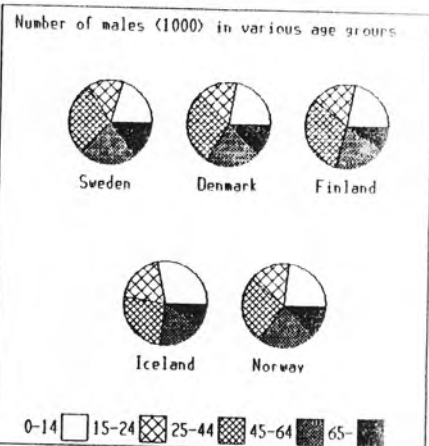 Number of males (1000) in various age groups
Sweden Denmark Finland
Iceland Norway
0-14 15-24 25-44 45-64 65-